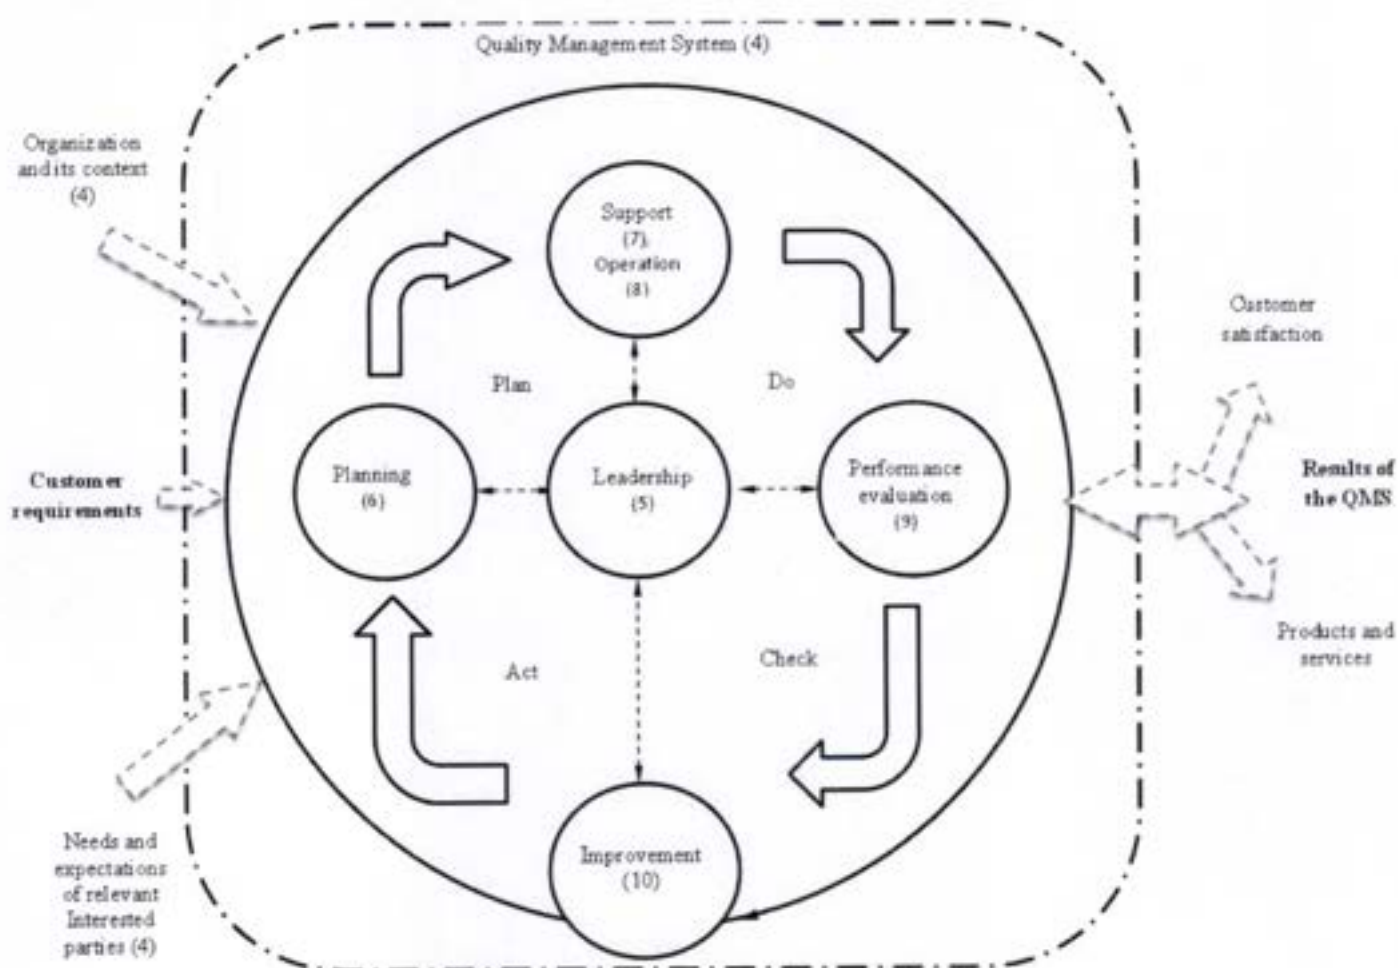 Quality Management System (4)
Organization
and its context
(4)
Support
(7),
Operation
(8)
Customer
satisfaction
Plan
Do
Customer
requirements
Planning
(6)
Leadership
(5)
Performance
evaluation
(9)
Results of
the QMS
Products and
services
Act
Check
Needs and
expectations
of relevant
Interested
parties (4)
Improvement
(10)